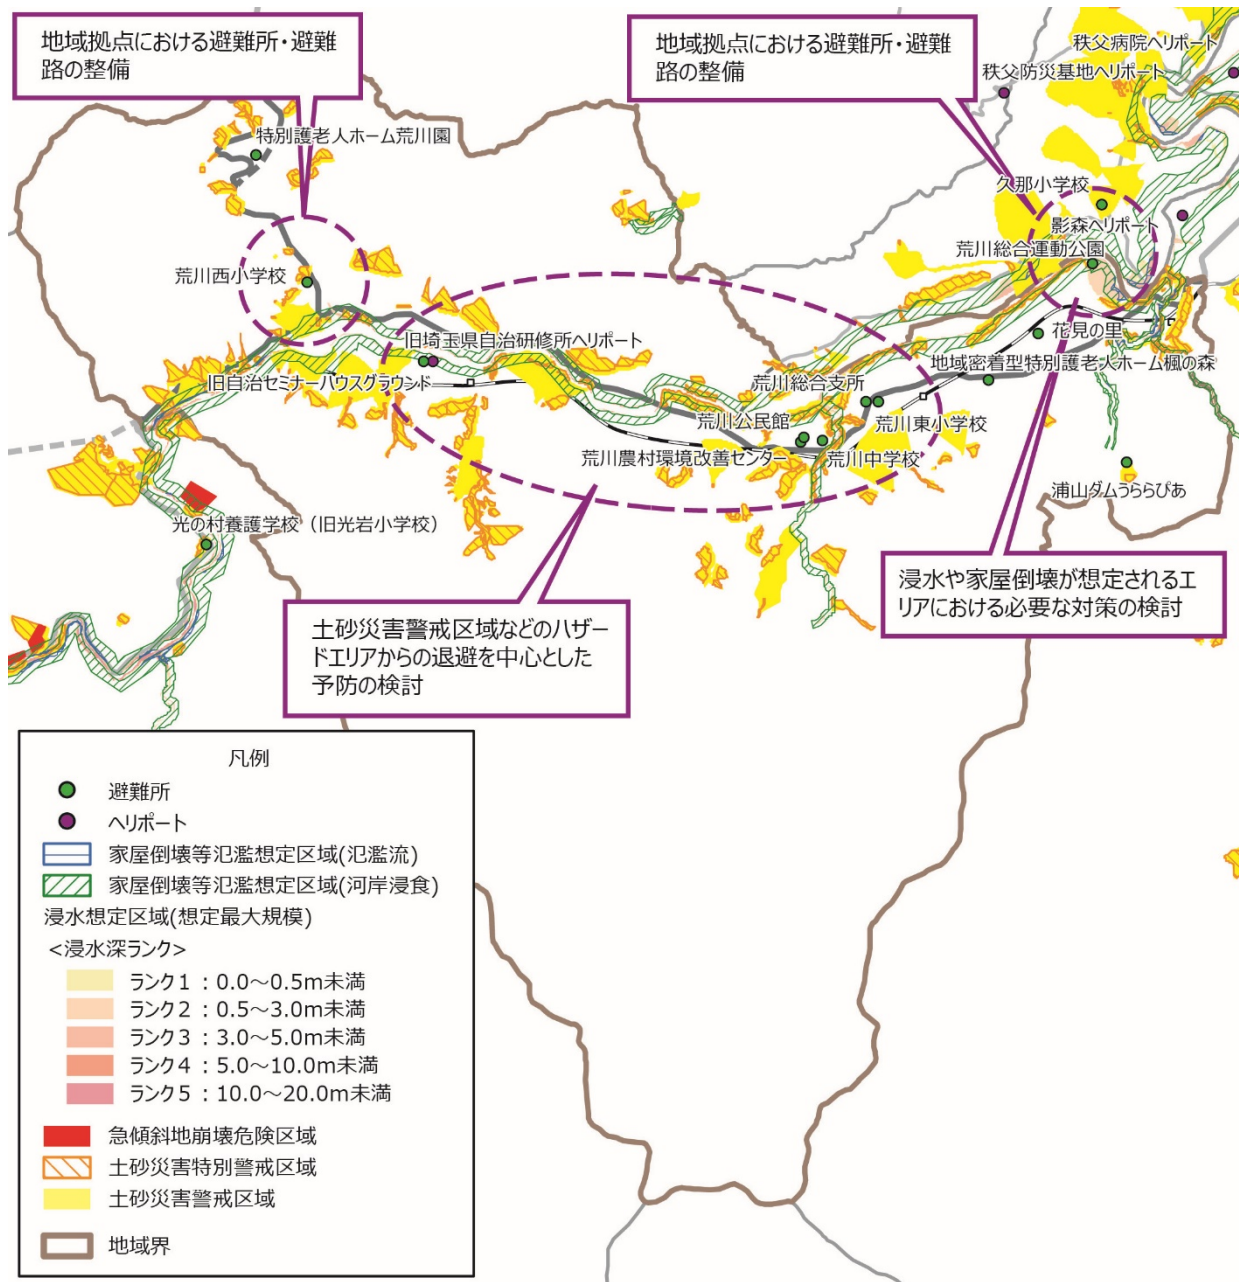 地域拠点における避難所・避難
路の整備
地域拠点における避難所・避難
路の整備
秩父病院ヘリポート
秩父防災基地ヘリポート
特別護老人ホーム荒川園
久那小学校
影森ヘリポート
荒川総合運動公園
荒川西小学校
旧埼玉県自治研修所ヘリポート
花見の里
地域密着型特別護老人ホーム楓の森
旧自治セミナーハウスグラウンド
荒川総合支所
荒川公民館
荒川東小学校
荒川農村環境改善センター
荒川中学校
浦山ダムうららぴあ
光の村養護学校（旧光岩小学校）
浸水や家屋倒壊が想定されるエ
リアにおける必要な対策の検討
土砂災害警戒区域などのハザー
ドエリアからの退避を中心とした
予防の検討
凡例
避難所
ヘリポート
家屋倒壊等氾濫想定区域(氾濫流)
家屋倒壊等氾濫想定区域(河岸浸食)
浸水想定区域(想定最大規模)
<浸水深ランク>
ランク1：0.0～0.5m未満
ランク2：0.5～3.0m未満
ランク3：3.0～5.0m未満
ランク4：5.0～10.0m未満
ランク5：10.0～20.0m未満
急傾斜地崩壊危険区域
土砂災害特別警戒区域
土砂災害警戒区域
地域界